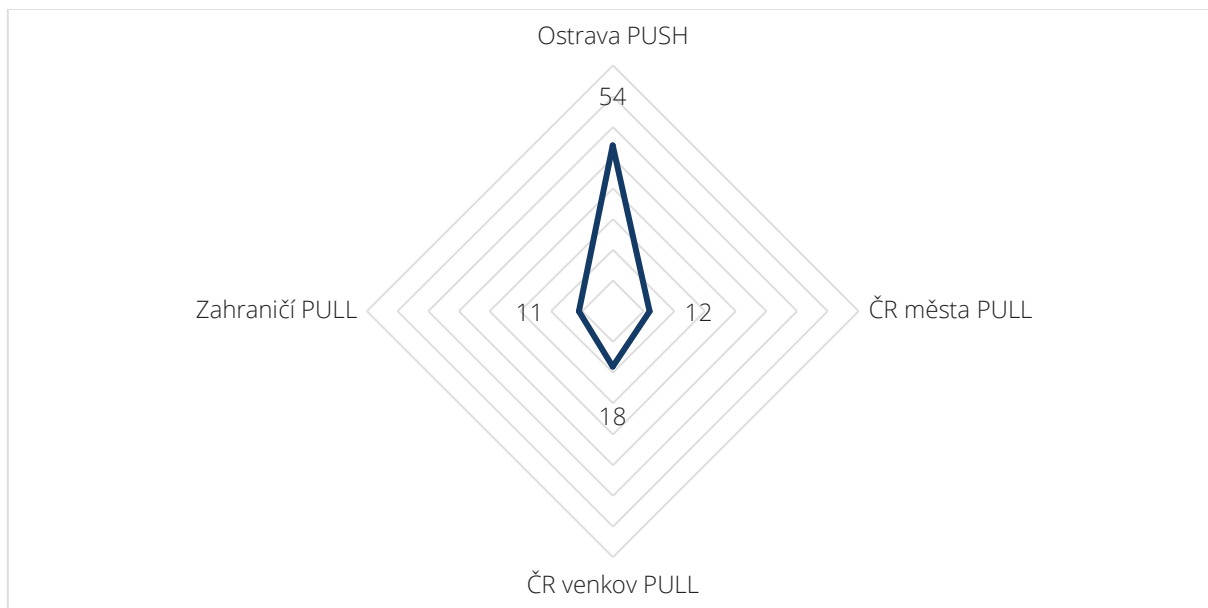 Ostrava PUSH
54
Zahraničí PULL
11
12
ČR města PULL
18
ČR venkov PULL